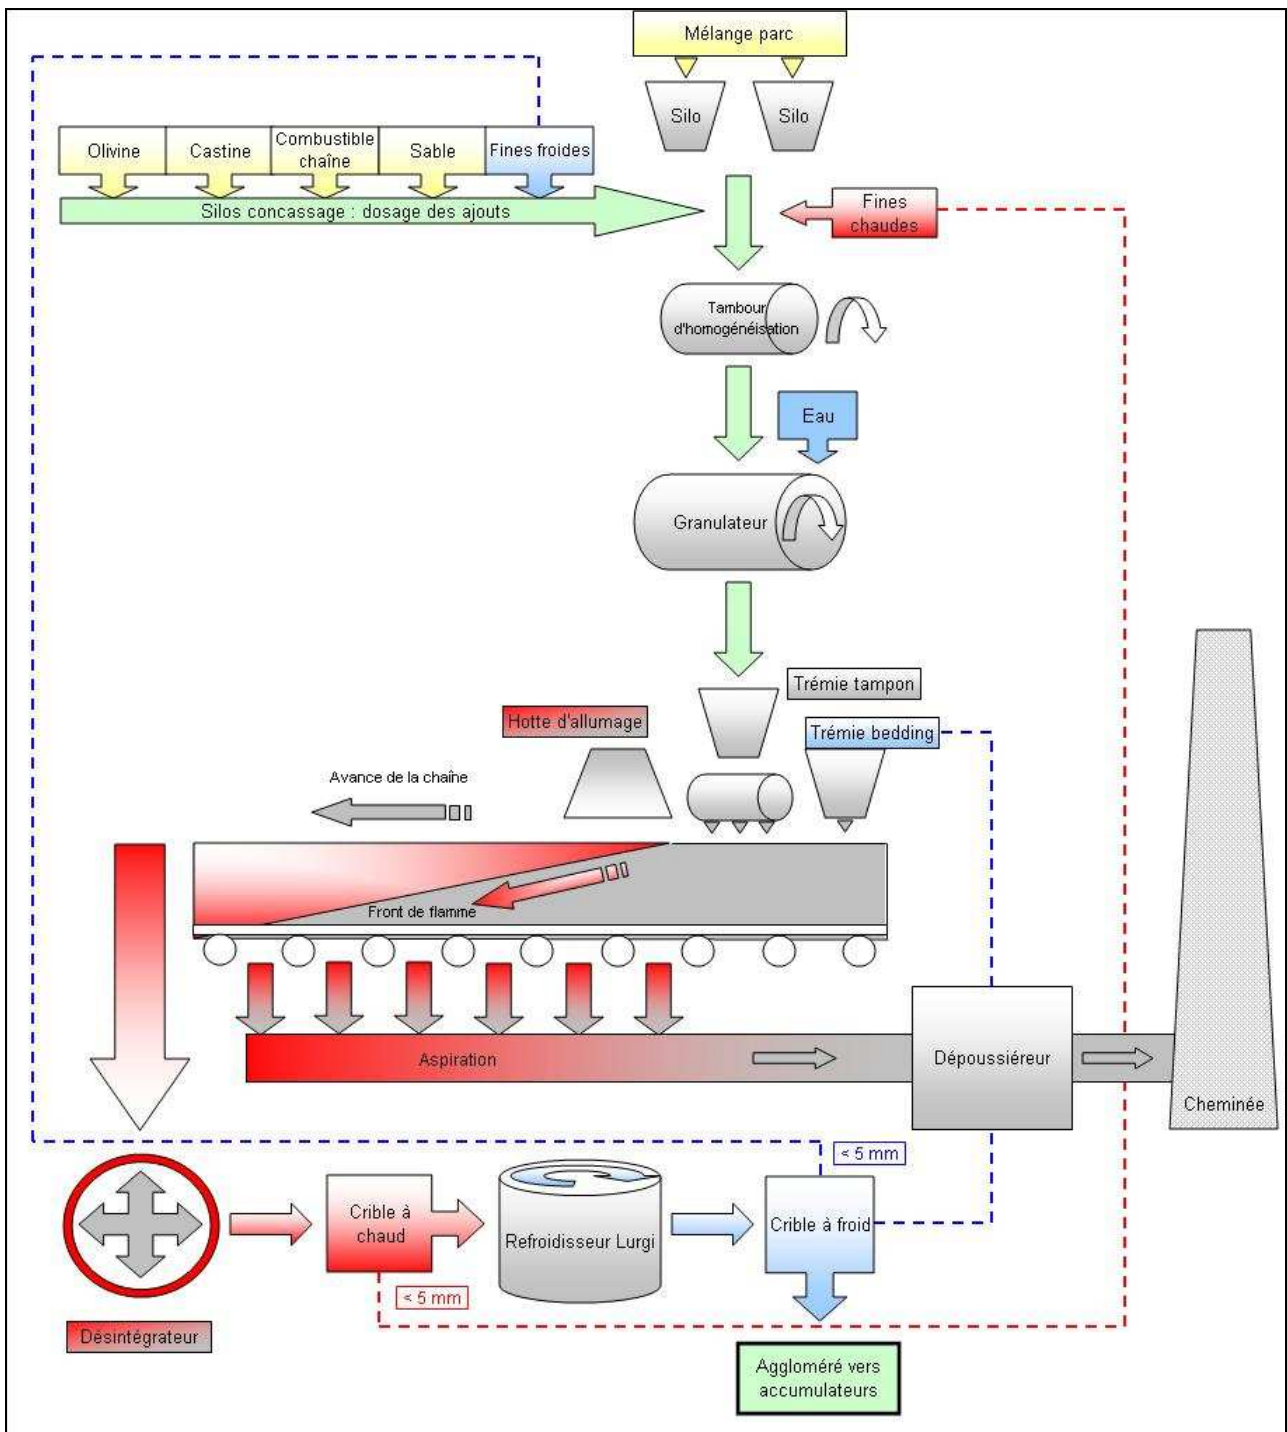 Mélange parc
Silo
Silo
Olivine
Castine
Combustible
chaîne
Sable
Fines froides
Silos concassage : dosage des ajouts
Fines
chaudes
Tambour
d'homogénéisation
Eau
Granulateur
Trémie tampon
Hotte d'allumage
Trémie bedding
Avance de la chaîne
Front de flamme
Aspiration
Dépoussiéreur
Cheminée
< 5 mm
Crible à
chaud
Refroidisseur Lurgi
Crible à froid
< 5 mm
Désintégrateur
Aggloméré vers
accumulateurs